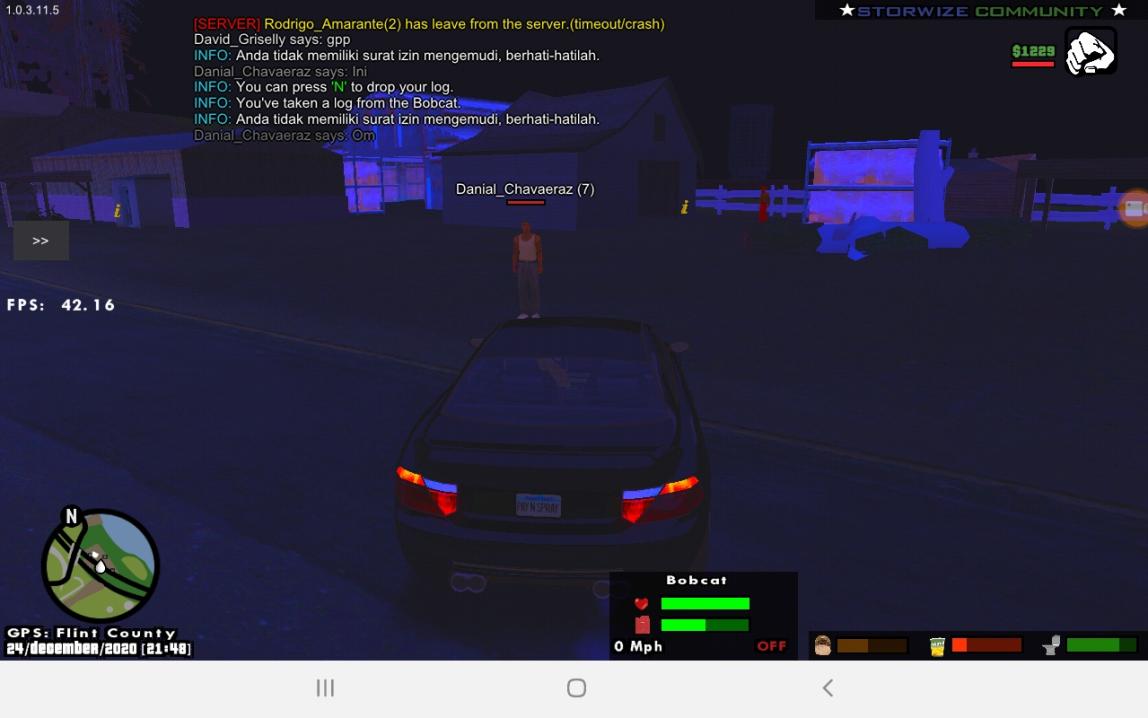 1.0.3.11.5
★STORWIZE COMMUNITY ★
[SERVER] Rodrigo_Amarante(2) has leave from the server.(timeout/crash)
David_Griselly says: gpp
INFO: Anda tidak memiliki surat izin mengemudi, berhati-hatilah.
Danial_Chavaeraz says: Ini
INFO: You can press 'N' to drop your log.
INFO: You've taken a log from the Bobcat.
INFO: Anda tidak memiliki surat izin mengemudi, berhati-hatilah.
Danial_Chavaeraz says: Om
$1229
Danial_Chavaeraz (7)
i
i
>>
FPS: 42.16
PAY N SPRAY
N
Bobcat
0 Mph OFF
GPS: Flint County
24/december/2020 [21:48]